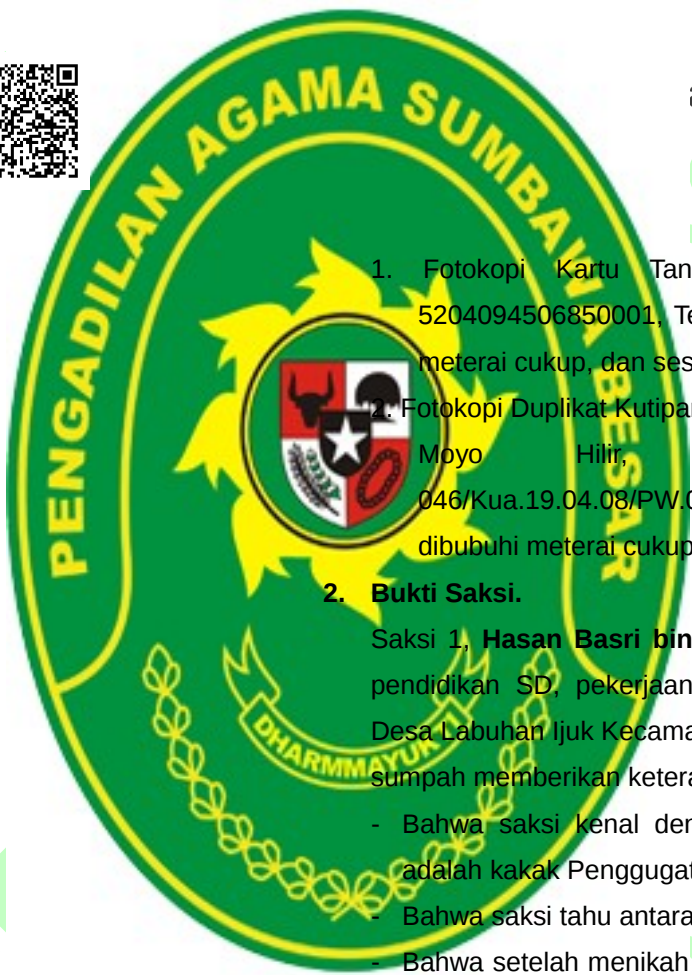 PENGADILAN AGAMA SUMBAWA BESAR
1. Fotokopi Kartu Tan
5204094506850001, Te
meterai cukup, dan ses
2. Fotokopi Duplikat Kutipan
Moyo Hilir,
046/Kua.19.04.08/PW.0
dibubuhi meterai cukup
2. Bukti Saksi.
Saksi 1, Hasan Basri bin
pendidikan SD, pekerjaan
Desa Labuhan Ijuk Kecama
sumpah memberikan ketera
DHARMMAYUKTI
- Bahwa saksi kenal den
adalah kakak Penggugat
- Bahwa saksi tahu antara
- Bahwa setelah menikah